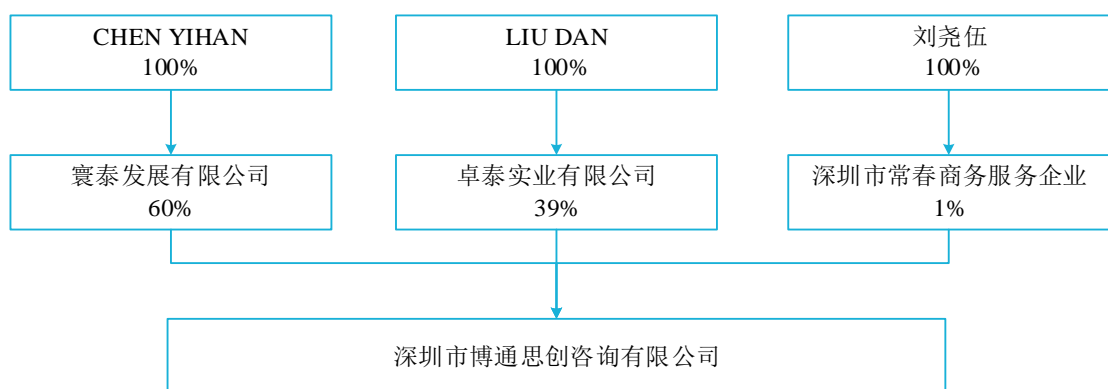 CHEN YIHAN
100%
LIU DAN
100%
刘尧伍
100%
寰泰发展有限公司
60%
卓泰实业有限公司
39%
深圳市常春商务服务企业
1%
深圳市博通思创咨询有限公司